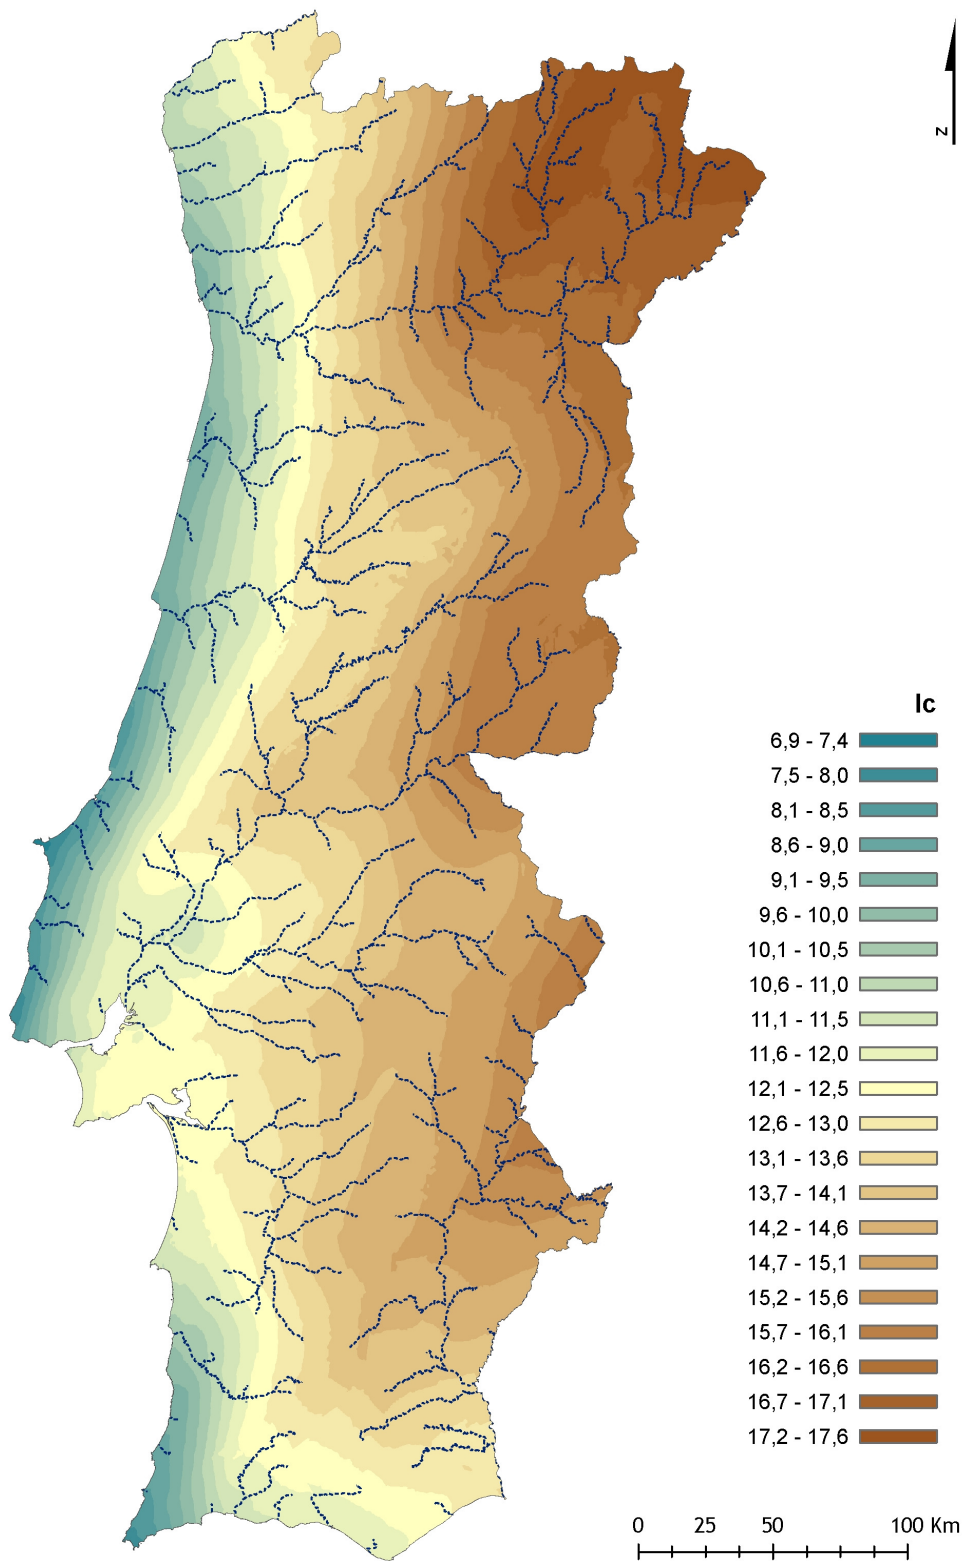 N
Ic
6,9 - 7,4
7,5 - 8,0
8,1 - 8,5
8,6 - 9,0
9,1 - 9,5
9,6 - 10,0
10,1 - 10,5
10,6 - 11,0
11,1 - 11,5
11,6 - 12,0
12,1 - 12,5
12,6 - 13,0
13,1 - 13,6
13,7 - 14,1
14,2 - 14,6
14,7 - 15,1
15,2 - 15,6
15,7 - 16,1
16,2 - 16,6
16,7 - 17,1
17,2 - 17,6
0 25 50 100 Km